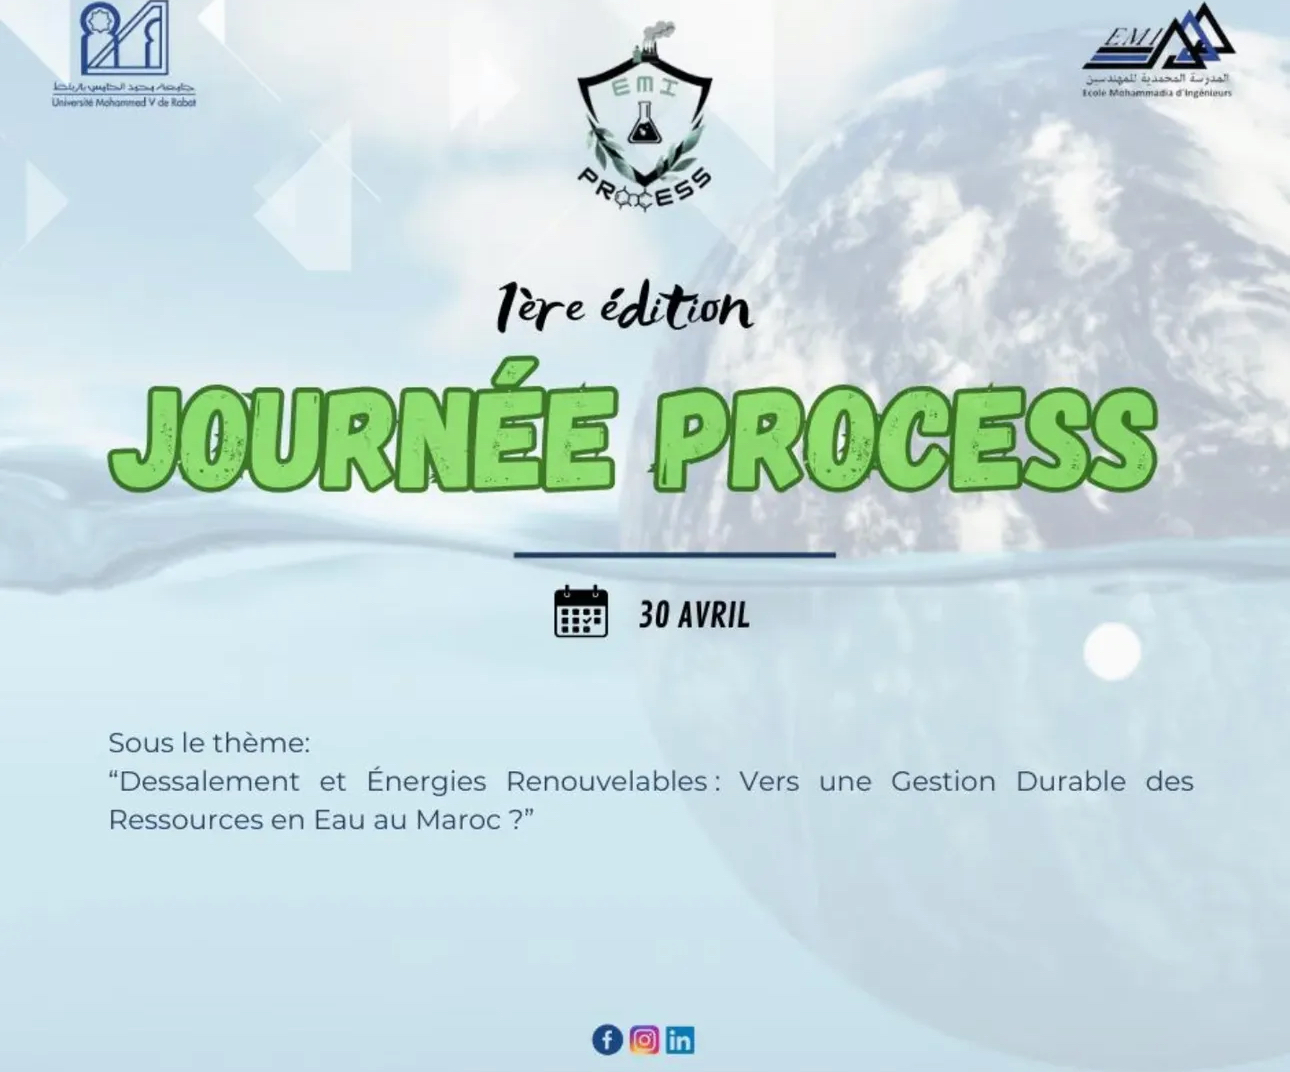 جامعة محمد الخامس بالرباط
Université Mohammed V de Rabat
EMI
PROCESS
EMI
المدرسة المحمدية للمهندسين
Ecole Mohammadia d'Ingénieurs
1ère édition
JOURNÉE PROCESS
30 AVRIL
Sous le thème:
“Dessalement et Énergies Renouvelables : Vers une Gestion Durable des
Ressources en Eau au Maroc ?”